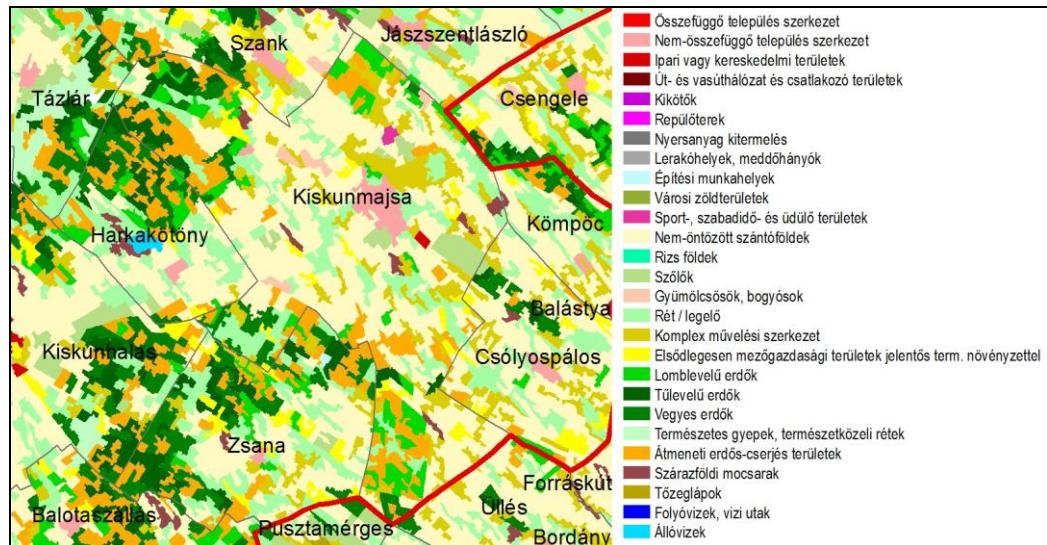 Szank
Jászszentlászló
Tázlár
Csengele
Kiskunmajsa
Kömpöc
Harkakötöny
Balástya
Kiskunhalas
Csólyospálos
Zsana
Forráskút
Balotaszállás
Pusztamérges
Üllés
Bordány
Összefüggő település szerkezet
Nem-összefüggő település szerkezet
Ipari vagy kereskedelmi területek
Út- és vasúthálózat és csatlakozó területek
Kikötők
Repülőterek
Nyersanyag kitermelés
Lerakóhelyek, meddőhányók
Építési munkahelyek
Városi zöldterületek
Sport-, szabadidő- és üdülő területek
Nem-öntözött szántóföldek
Rizs földek
Szőlők
Gyümölcsösök, bogyósok
Rét / legelő
Komplex művelési szerkezet
Elsődlegesen mezőgazdasági területek jelentős term. növényzettel
Lomblevelű erdők
Tűlevelű erdők
Vegyes erdők
Természetes gyepek, természetközeli rétek
Átmeneti erdős-cserjés területek
Szárazföldi mocsarak
Tőzeglápok
Folyóvizek, vizi utak
Állóvizek